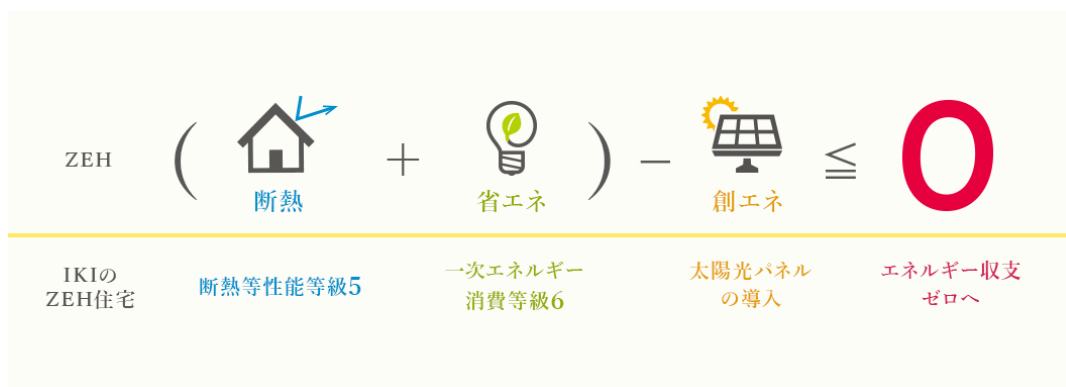 ZEH ( + ) − ≦ 0
断熱 省エネ 創エネ
IKIの
ZEH住宅
断熱等性能等級5
一次エネルギー
消費等級6
太陽光パネル
の導入
エネルギー収支
ゼロへ